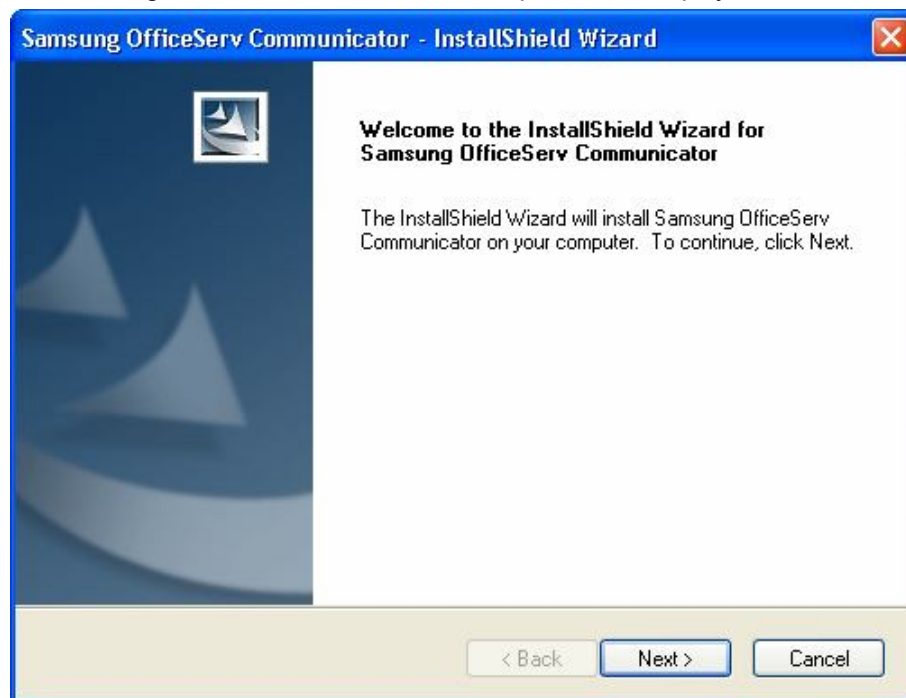 Samsung OfficeServ Communicator - InstallShield Wizard
Welcome to the InstallShield Wizard for
Samsung OfficeServ Communicator
The InstallShield Wizard will install Samsung OfficeServ
Communicator on your computer. To continue, click Next.
< Back
Next >
Cancel